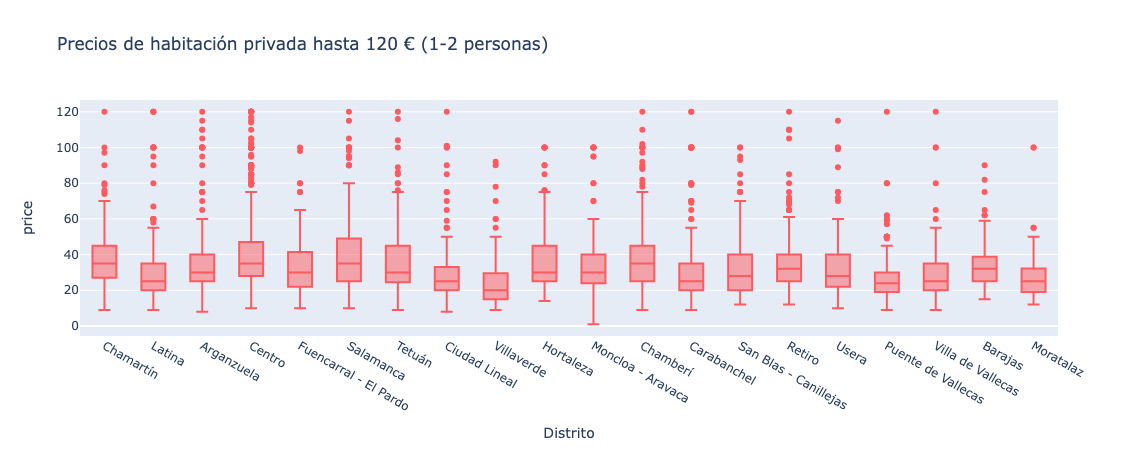 Precios de habitación privada hasta 120 € (1-2 personas)
price
120
100
80
60
40
20
0
Chamartín
Latina
Arganzuela
Centro
Fuencarral - El Pardo
Salamanca
Tetuán
Ciudad Lineal
Villaverde
Hortaleza
Moncloa - Aravaca
Chamberí
Carabanchel
San Blas - Canillejas
Retiro
Usera
Puente de Vallecas
Villa de Vallecas
Barajas
Moratalaz
Distrito